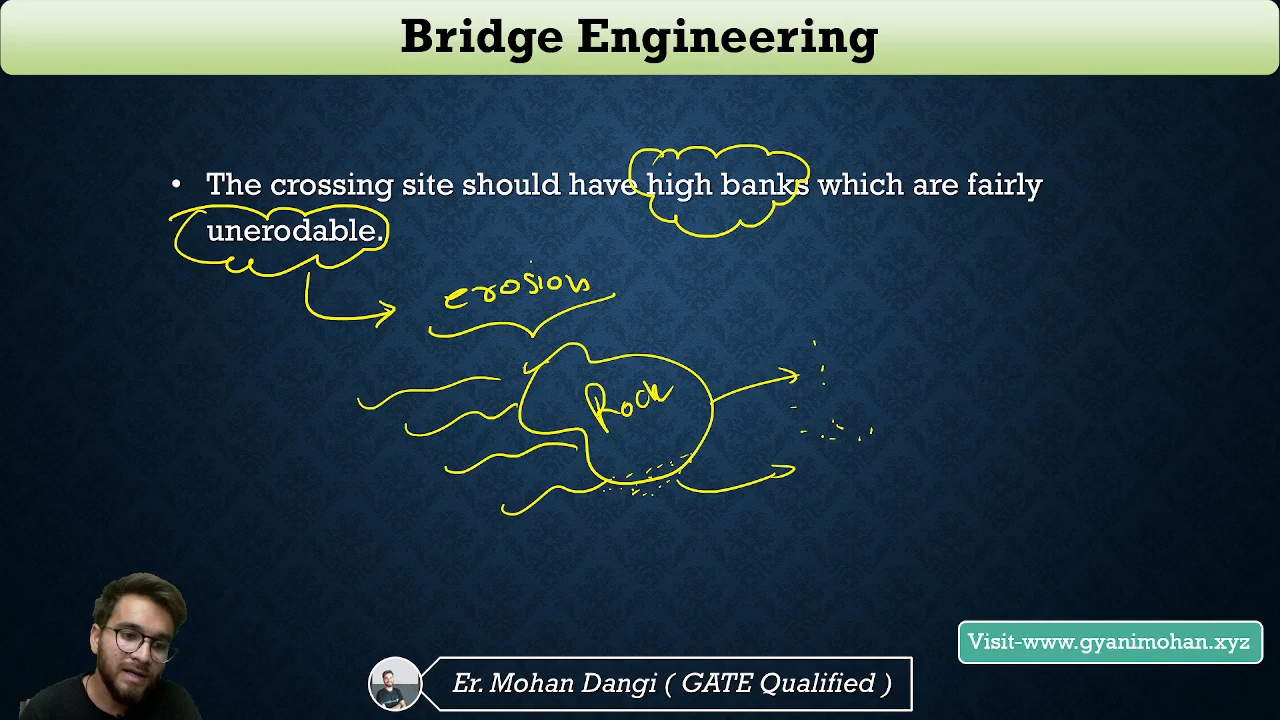 Bridge Engineering
• The crossing site should have high banks which are fairly
unerodable.
erosion
Rock
Visit-www.gyanimohan.xyz
Er. Mohan Dangi ( GATE Qualified )